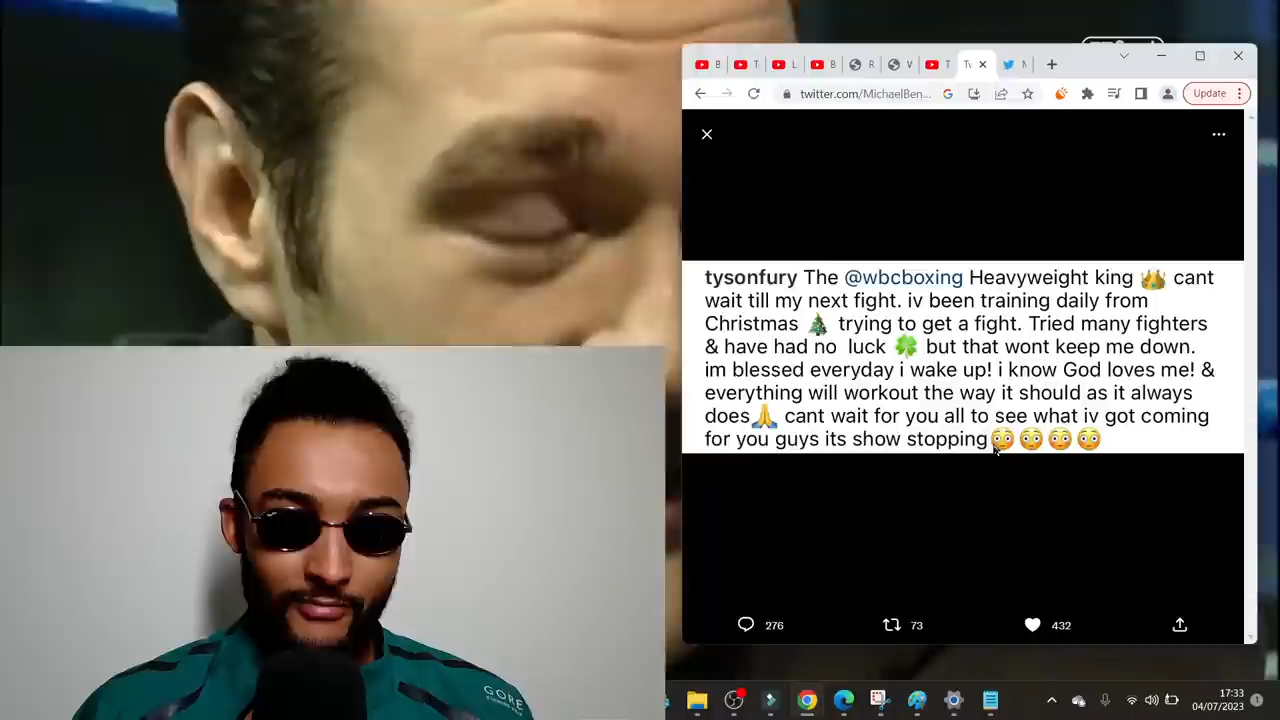 B
T
L
B
R
V
T
Tv
N
twitter.com/MichaelBen...
Update
tysonfury The @wbcboxing Heavyweight king 👑 cant
wait till my next fight. iv been training daily from
Christmas 🎄 trying to get a fight. Tried many fighters
& have had no luck 🍀 but that wont keep me down.
im blessed everyday i wake up! i know God loves me! &
everything will workout the way it should as it always
does🙏 cant wait for you all to see what iv got coming
for you guys its show stopping😳😳😳😳
276
73
432
GORE
17:33
04/07/2023
1